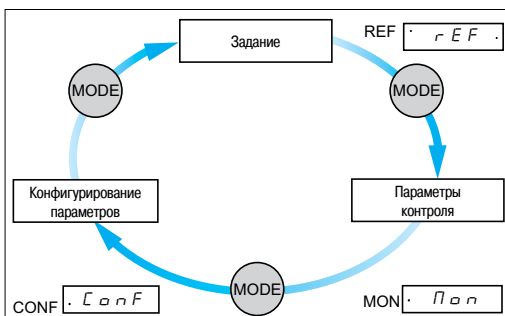 Задание
REF rEF
MODE
MODE
Конфигурирование
параметров
Параметры
контроля
MODE
CONF ConF
MON Mon